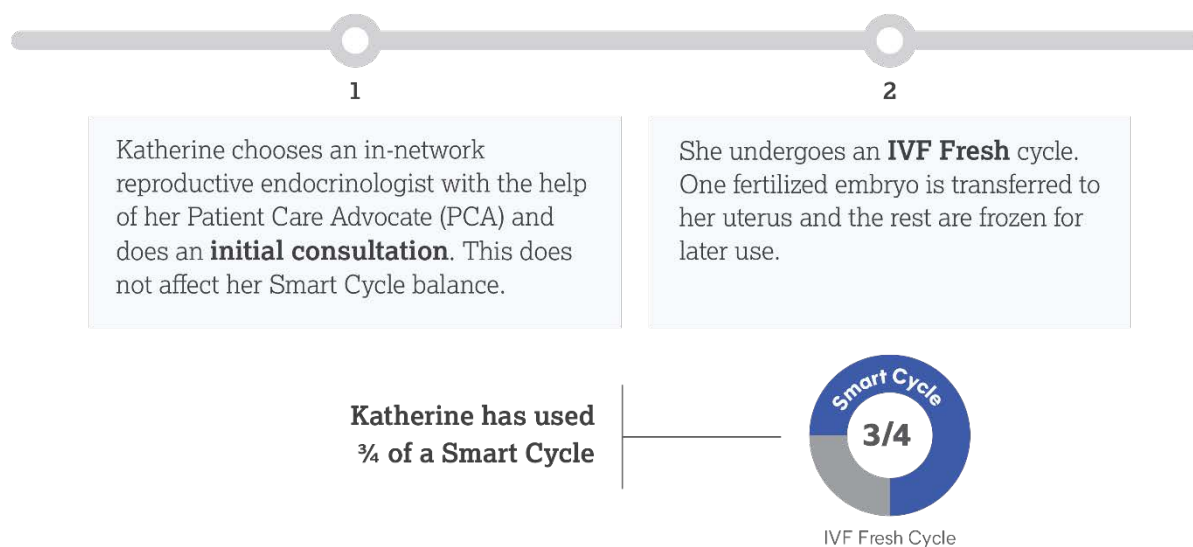 1
Katherine chooses an in-network
reproductive endocrinologist with the help
of her Patient Care Advocate (PCA) and
does an initial consultation. This does
not affect her Smart Cycle balance.
2
She undergoes an IVF Fresh cycle.
One fertilized embryo is transferred to
her uterus and the rest are frozen for
later use.
Katherine has used
¾ of a Smart Cycle
Smart Cycle
3/4
IVF Fresh Cycle